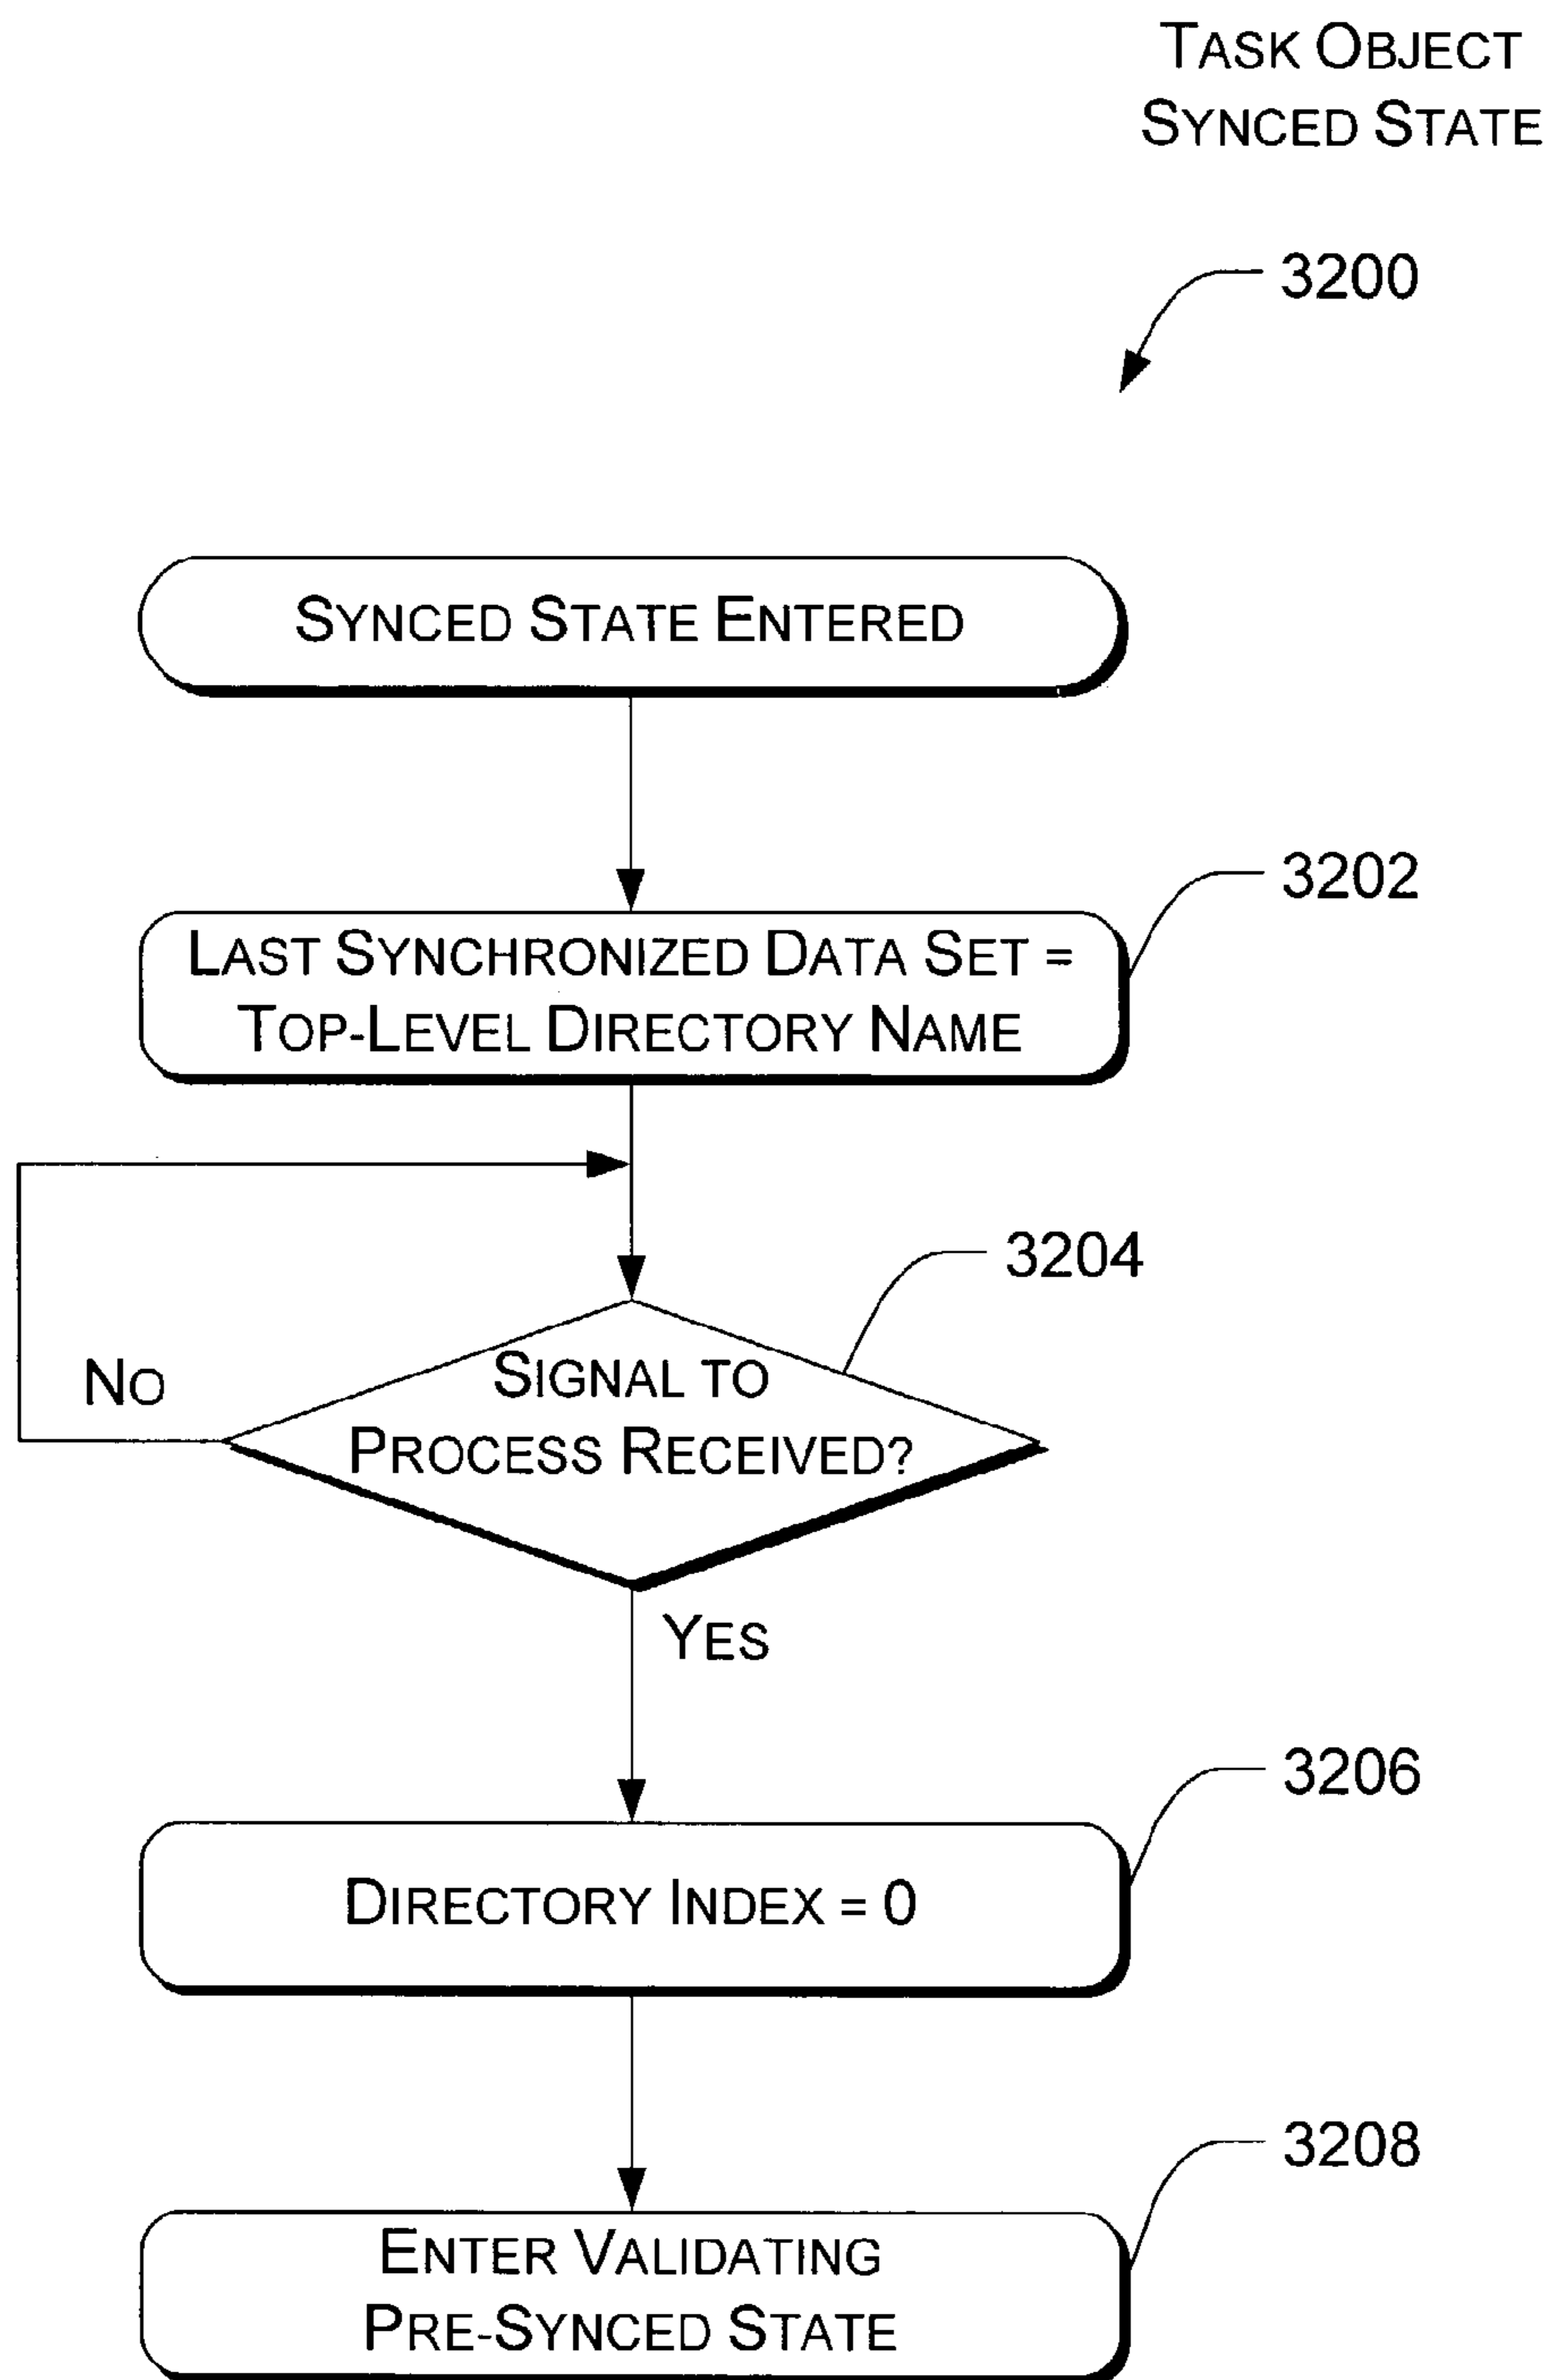 TASK OBJECT
SYNCED STATE
3200
SYNCED STATE ENTERED
3202
LAST SYNCHRONIZED DATA SET =
TOP-LEVEL DIRECTORY NAME
3204
SIGNAL TO
PROCESS RECEIVED?
NO
YES
3206
DIRECTORY INDEX = 0
3208
ENTER VALIDATING
PRE-SYNCED STATE